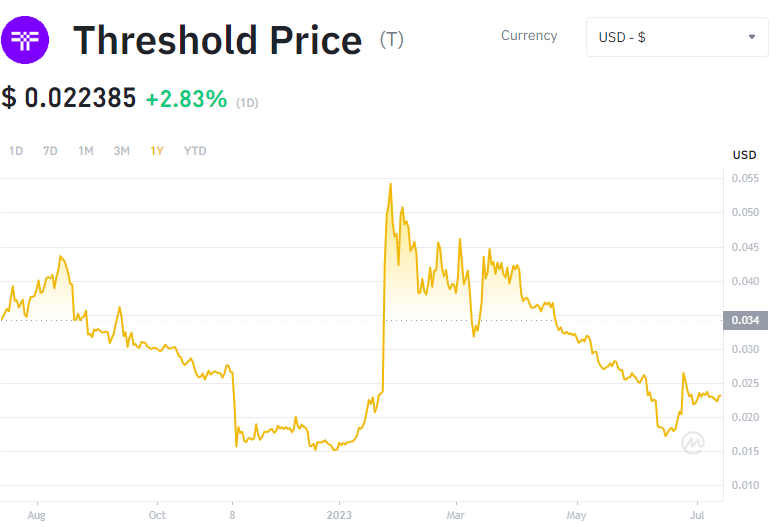 Threshold Price (T)
Currency
USD - $
$ 0.022385 +2.83% (1D)
1D 7D 1M 3M 1Y YTD
USD
0.055
0.050
0.045
0.040
0.034
0.030
0.025
0.020
0.015
0.010
Aug Oct 8 2023 Mar May Jul